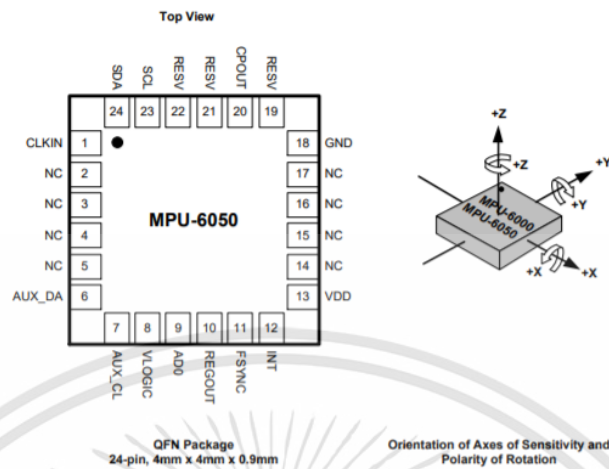 Top View
SDA
SCL
RESV
RESV
CPOUT
RESV
24 23 22 21 20 19
CLKIN 1
NC 2
NC 3
NC 4
NC 5
AUX_DA 6
MPU-6050
18 GND
17 NC
16 NC
15 NC
14 NC
13 VDD
7 8 9 10 11 12
AUX_CL
VLOGIC
AD0
REGOUT
FSYNC
INT
QFN Package
24-pin, 4mm x 4mm x 0.9mm
+Z
+Z
+Y
+Y
MPU-6000
MPU-6050
+X
+X
Orientation of Axes of Sensitivity and
Polarity of Rotation